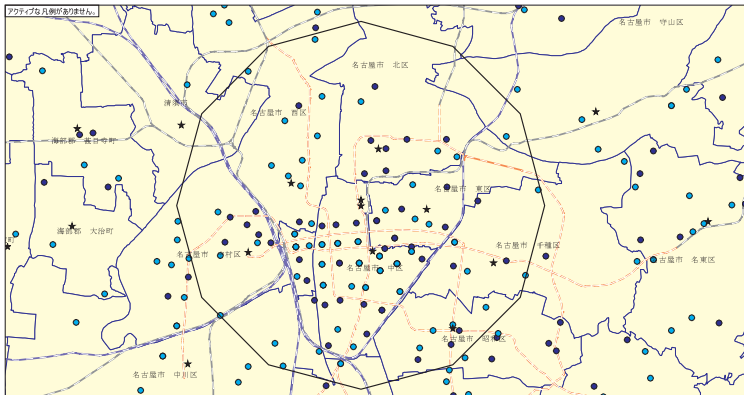 アクティブな凡例がありません。
名古屋市 守山区
名古屋市 北区
清須市
名古屋市 西区
海部郡 甚目寺町
名古屋市 東区
海部郡 大治町
町
名古屋市 千種区
名古屋市 中村区
名古屋市 中区
名古屋市 名東区
名古屋市 昭和区
名古屋市 中川区